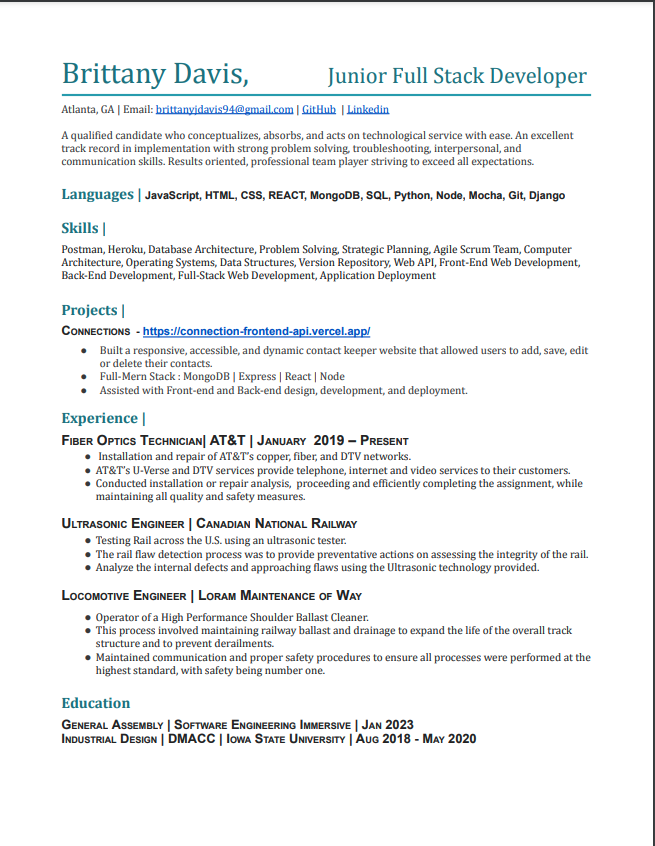 Brittany Davis, Junior Full Stack Developer
Atlanta, GA | Email: brittanyjdavis94@gmail.com | GitHub | Linkedin
A qualified candidate who conceptualizes, absorbs, and acts on technological service with ease. An excellent
track record in implementation with strong problem solving, troubleshooting, interpersonal, and
communication skills. Results oriented, professional team player striving to exceed all expectations.
Languages | JavaScript, HTML, CSS, REACT, MongoDB, SQL, Python, Node, Mocha, Git, Django
Skills |
Postman, Heroku, Database Architecture, Problem Solving, Strategic Planning, Agile Scrum Team, Computer
Architecture, Operating Systems, Data Structures, Version Repository, Web API, Front-End Web Development,
Back-End Development, Full-Stack Web Development, Application Deployment
Projects |
Connections - https://connection-frontend-api.vercel.app/
● Built a responsive, accessible, and dynamic contact keeper website that allowed users to add, save, edit
or delete their contacts.
● Full-Mern Stack : MongoDB | Express | React | Node
● Assisted with Front-end and Back-end design, development, and deployment.
Experience |
Fiber Optics Technician| AT&T | January 2019 – Present
● Installation and repair of AT&T's copper, fiber, and DTV networks.
● AT&T's U-Verse and DTV services provide telephone, internet and video services to their customers.
● Conducted installation or repair analysis, proceeding and efficiently completing the assignment, while
maintaining all quality and safety measures.
Ultrasonic Engineer | Canadian National Railway
● Testing Rail across the U.S. using an ultrasonic tester.
● The rail flaw detection process was to provide preventative actions on assessing the integrity of the rail.
● Analyze the internal defects and approaching flaws using the Ultrasonic technology provided.
Locomotive Engineer | Loram Maintenance of Way
● Operator of a High Performance Shoulder Ballast Cleaner.
● This process involved maintaining railway ballast and drainage to expand the life of the overall track
structure and to prevent derailments.
● Maintained communication and proper safety procedures to ensure all processes were performed at the
highest standard, with safety being number one.
Education
General Assembly | Software Engineering Immersive | Jan 2023
Industrial Design | DMACC | Iowa State University | Aug 2018 - May 2020